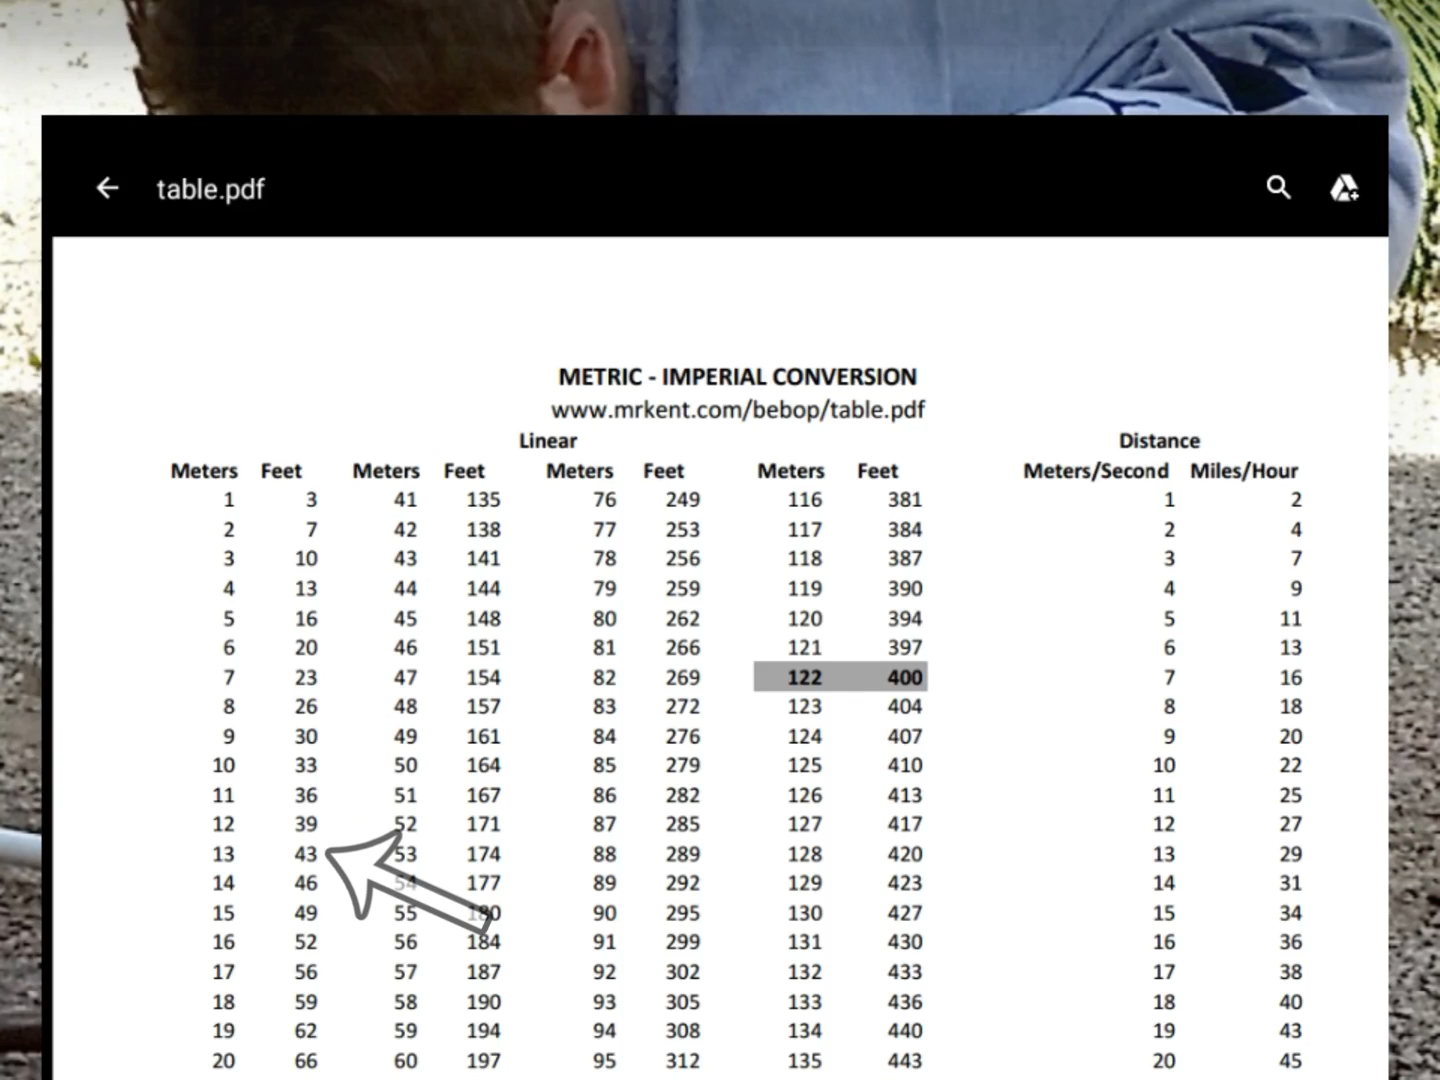 table.pdf
METRIC - IMPERIAL CONVERSION
www.mrkent.com/bebop/table.pdf
Linear Distance
Meters Feet Meters Feet Meters Feet Meters Feet Meters/Second Miles/Hour
1 3 41 135 76 249 116 381 1 2
2 7 42 138 77 253 117 384 2 4
3 10 43 141 78 256 118 387 3 7
4 13 44 144 79 259 119 390 4 9
5 16 45 148 80 262 120 394 5 11
6 20 46 151 81 266 121 397 6 13
7 23 47 154 82 269 122 400 7 16
8 26 48 157 83 272 123 404 8 18
9 30 49 161 84 276 124 407 9 20
10 33 50 164 85 279 125 410 10 22
11 36 51 167 86 282 126 413 11 25
12 39 52 171 87 285 127 417 12 27
13 43 53 174 88 289 128 420 13 29
14 46 54 177 89 292 129 423 14 31
15 49 55 180 90 295 130 427 15 34
16 52 56 184 91 299 131 430 16 36
17 56 57 187 92 302 132 433 17 38
18 59 58 190 93 305 133 436 18 40
19 62 59 194 94 308 134 440 19 43
20 66 60 197 95 312 135 443 20 45